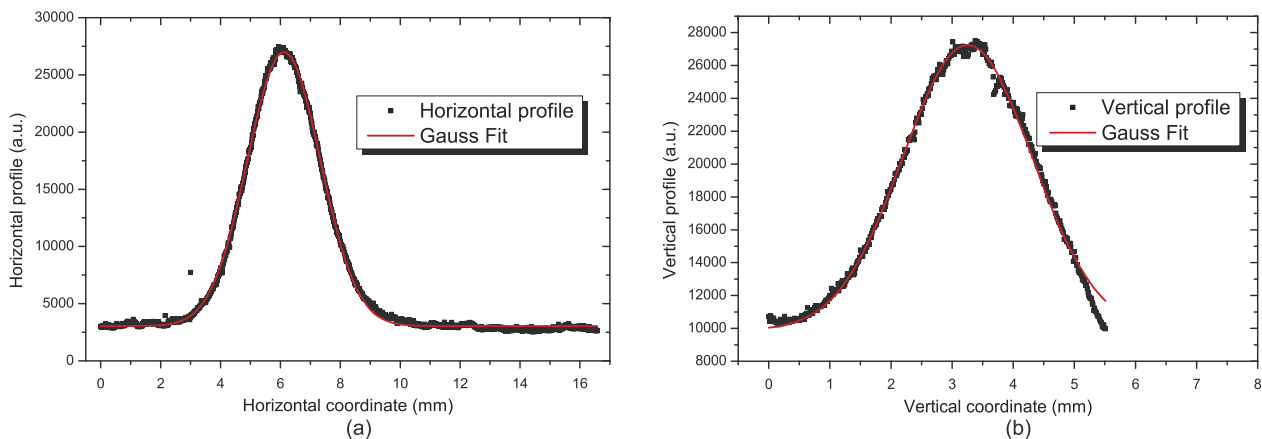 30000
25000
20000
15000
10000
5000
0
Horizontal profile (a.u.)
Horizontal profile
Gauss Fit
0 2 4 6 8 10 12 14 16
Horizontal coordinate (mm)
(a)
28000
26000
24000
22000
20000
18000
16000
14000
12000
10000
8000
Vertical profile (a.u.)
Vertical profile
Gauss Fit
0 1 2 3 4 5 6 7 8
Vertical coordinate (mm)
(b)